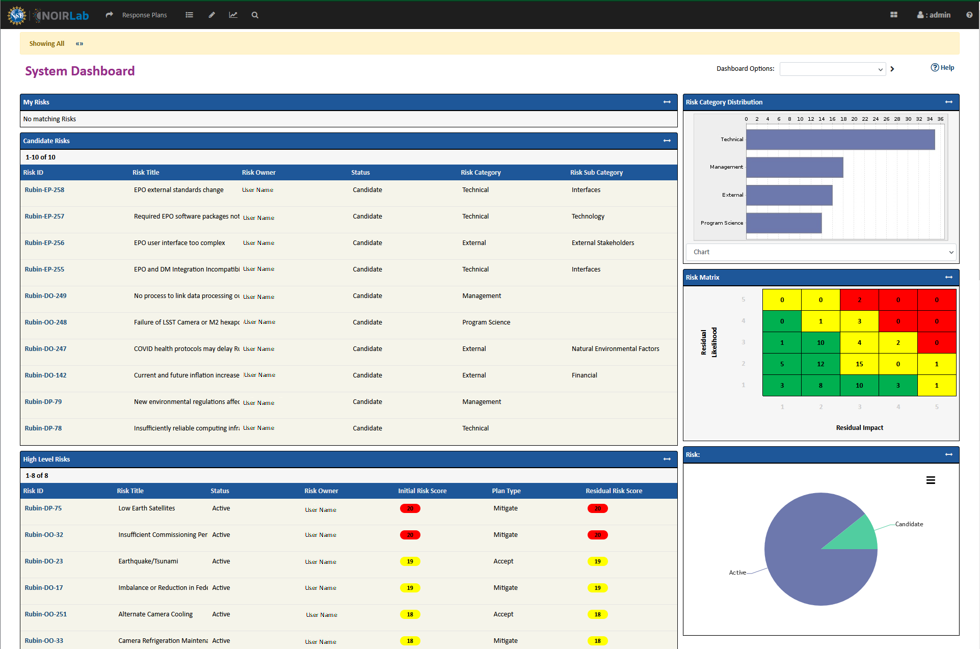 NOIRLab Response Plans : admin
Showing All
System Dashboard
Dashboard Options:
Help
My Risks
No matching Risks
Candidate Risks
1-10 of 10
Risk ID Risk Title Risk Owner Status Risk Category Risk Sub Category
Rubin-EP-258 EPO external standards change User Name Candidate Technical Interfaces
Rubin-EP-257 Required EPO software packages not User Name Candidate Technical Technology
Rubin-EP-256 EPO user interface too complex User Name Candidate External External Stakeholders
Rubin-EP-255 EPO and DM Integration Incompatibi User Name Candidate Technical Interfaces
Rubin-DO-249 No process to link data processing ou User Name Candidate Management
Rubin-OO-248 Failure of LSST Camera or M2 hexapo User Name Candidate Program Science
Rubin-DO-247 COVID health protocols may delay Ru User Name Candidate External Natural Environmental Factors
Rubin-DO-142 Current and future inflation increase User Name Candidate External Financial
Rubin-DP-79 New environmental regulations affec User Name Candidate Management
Rubin-DP-78 Insufficiently reliable computing infra User Name Candidate Technical
High Level Risks
1-8 of 8
Risk ID Risk Title Status Risk Owner Initial Risk Score Plan Type Residual Risk Score
Rubin-DP-75 Low Earth Satellites Active User Name 20 Mitigate 20
Rubin-DO-32 Insufficient Commissioning Per Active User Name 20 Mitigate 20
Rubin-DO-23 Earthquake/Tsunami Active User Name 19 Accept 19
Rubin-DO-17 Imbalance or Reduction in Fede Active User Name 19 Mitigate 19
Rubin-OO-251 Alternate Camera Cooling Active User Name 18 Accept 18
Rubin-OO-33 Camera Refrigeration Maintena Active User Name 18 Mitigate 18
Risk Category Distribution
0 2 4 6 8 10 12 14 16 18 20 22 24 26 28 30 32 34 36
Technical
Management
External
Program Science
Chart
Risk Matrix
Residual Likelihood
5 0 0 2 0 0
4 0 1 3 0 0
3 1 10 4 2 0
2 5 12 15 0 1
1 3 8 10 3 1
1 2 3 4 5
Residual Impact
Risk:
Candidate
Active